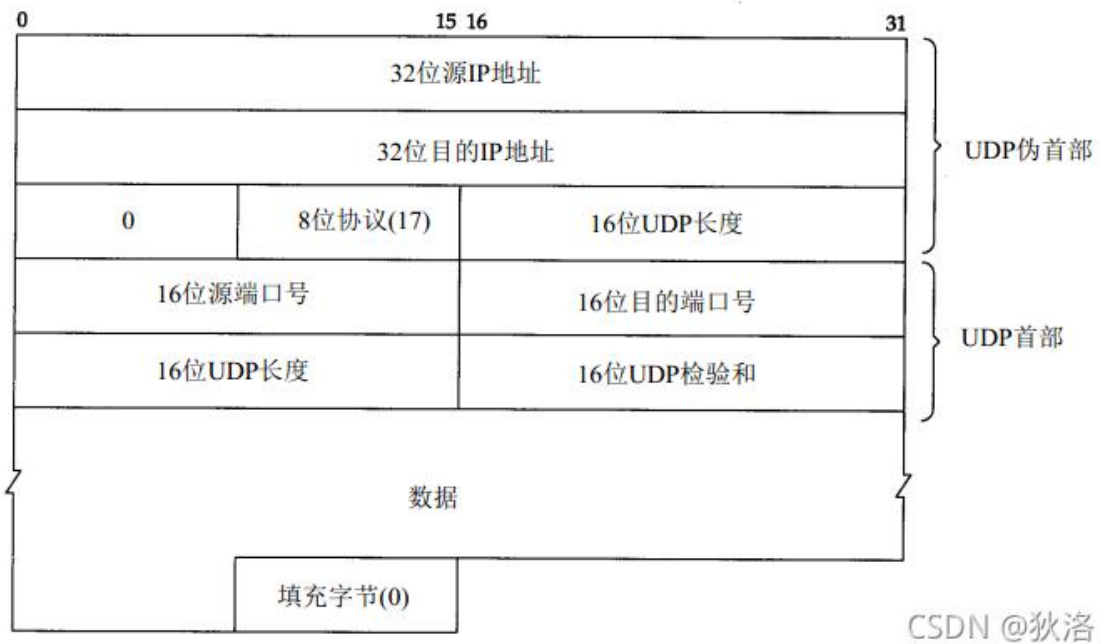 0 15 16 31
32位源IP地址
32位目的IP地址
UDP伪首部
0 8位协议(17) 16位UDP长度
16位源端口号 16位目的端口号
UDP首部
16位UDP长度 16位UDP检验和
数据
填充字节(0)
CSDN @狄洛